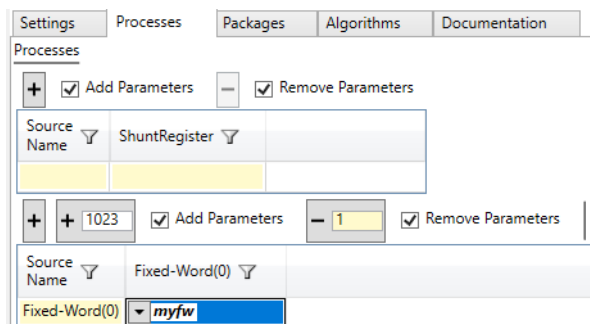 Settings Processes Packages Algorithms Documentation
Processes
+ Add Parameters − Remove Parameters
Source Name ShuntRegister
+ + 1023 Add Parameters − 1 Remove Parameters
Source Name Fixed-Word(0)
Fixed-Word(0) myfw